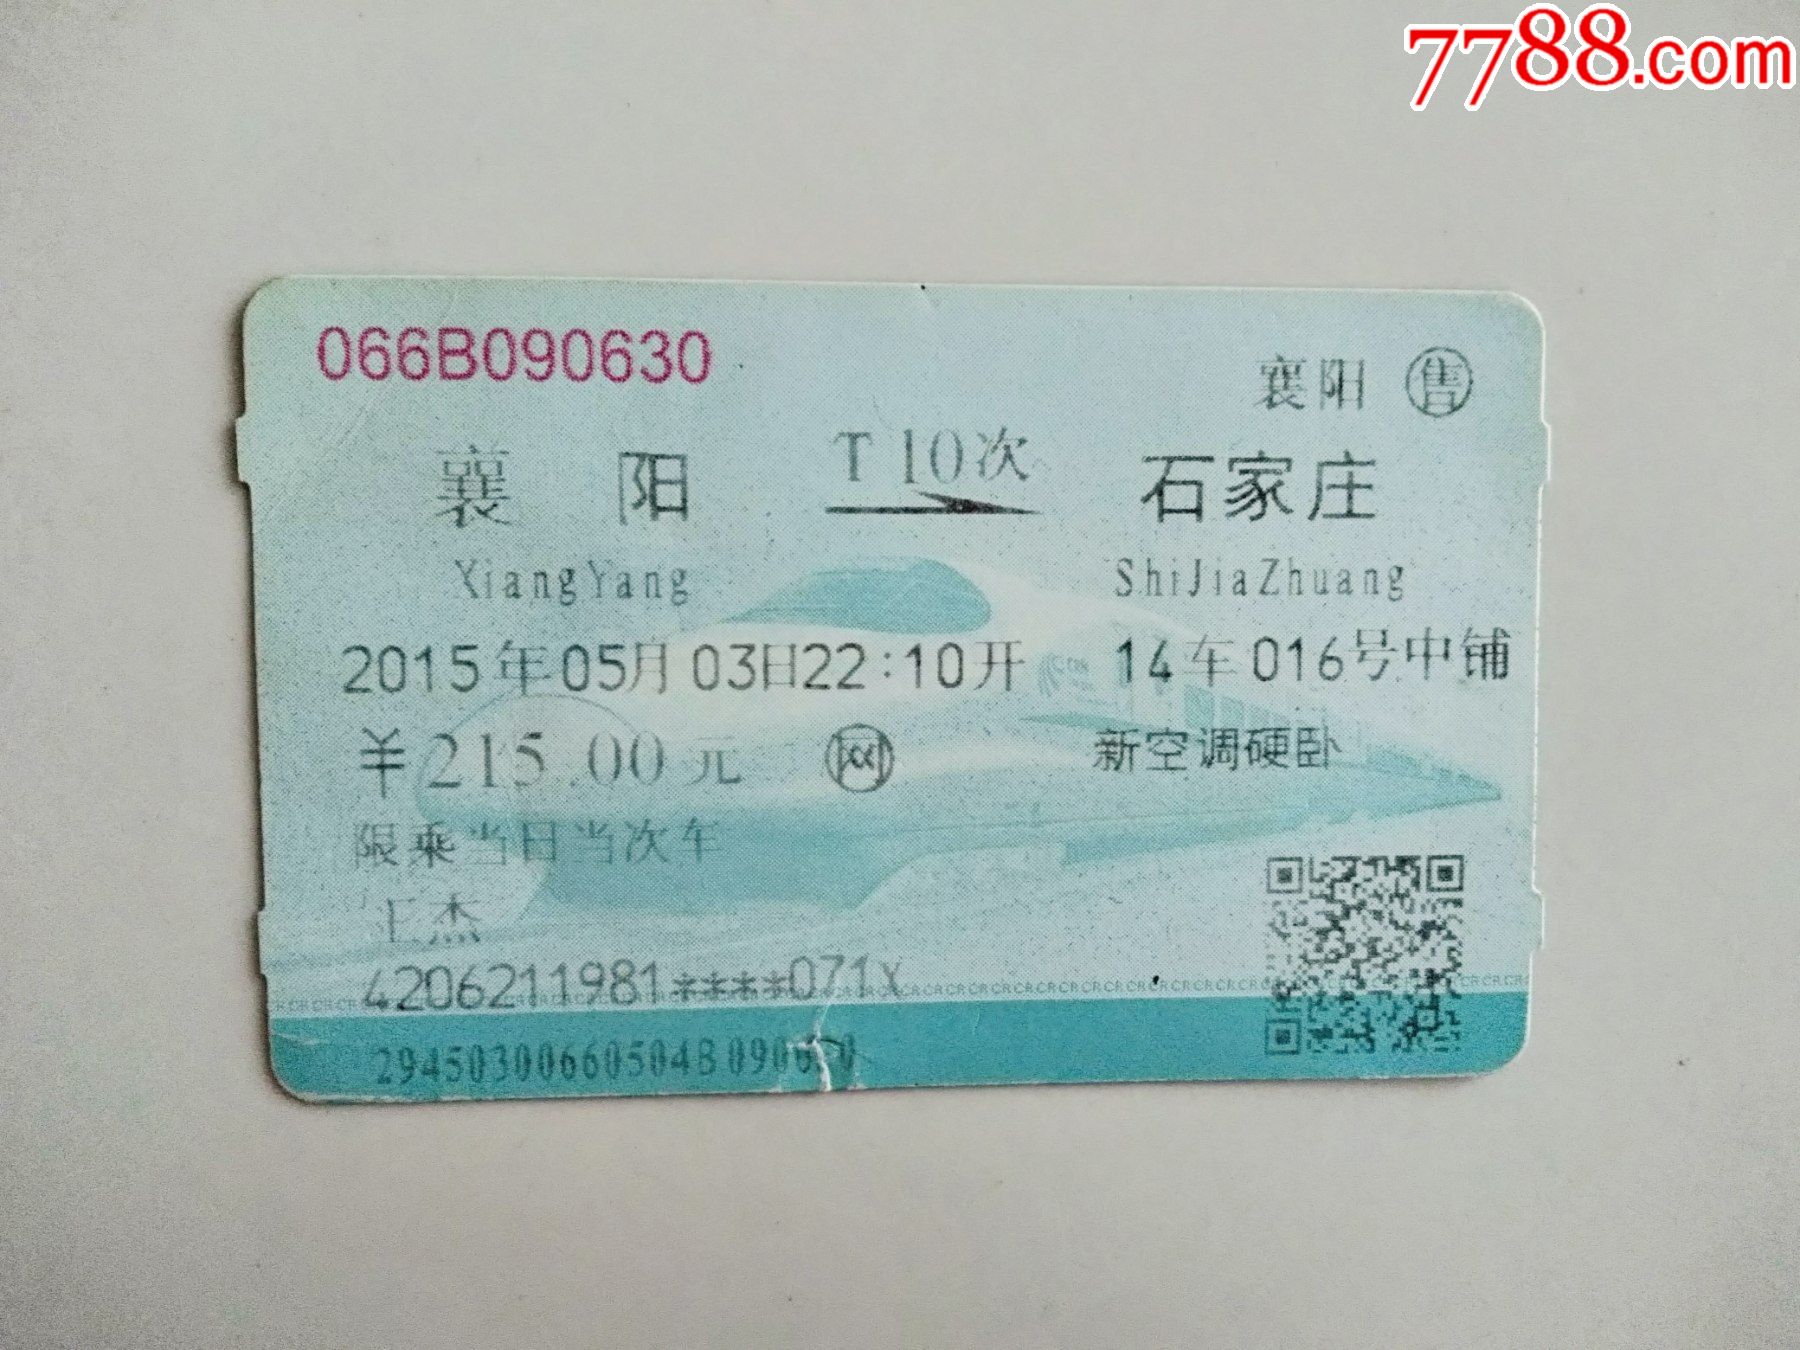 7788.com
066B090630
襄阳 售
襄阳 T10次 石家庄
XiangYang ShiJiaZhuang
2015年05月03日22:10开 14车016号中铺
￥215.00元 网 新空调硬卧
限乘当日当次车
王杰
4206211981****071X
29450300660504B090630